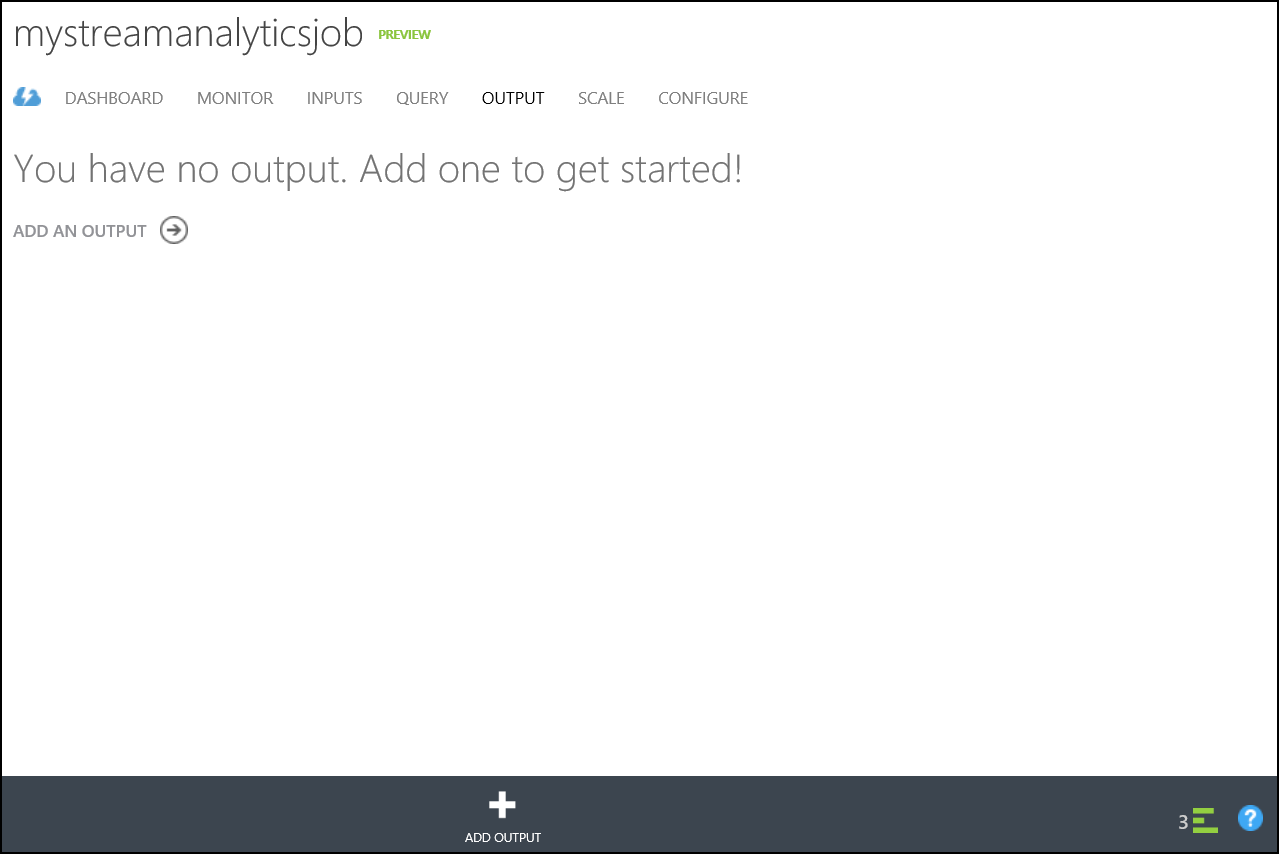 mystreamanalyticsjob PREVIEW
DASHBOARD MONITOR INPUTS QUERY OUTPUT SCALE CONFIGURE
You have no output. Add one to get started!
ADD AN OUTPUT
ADD OUTPUT
3 ?